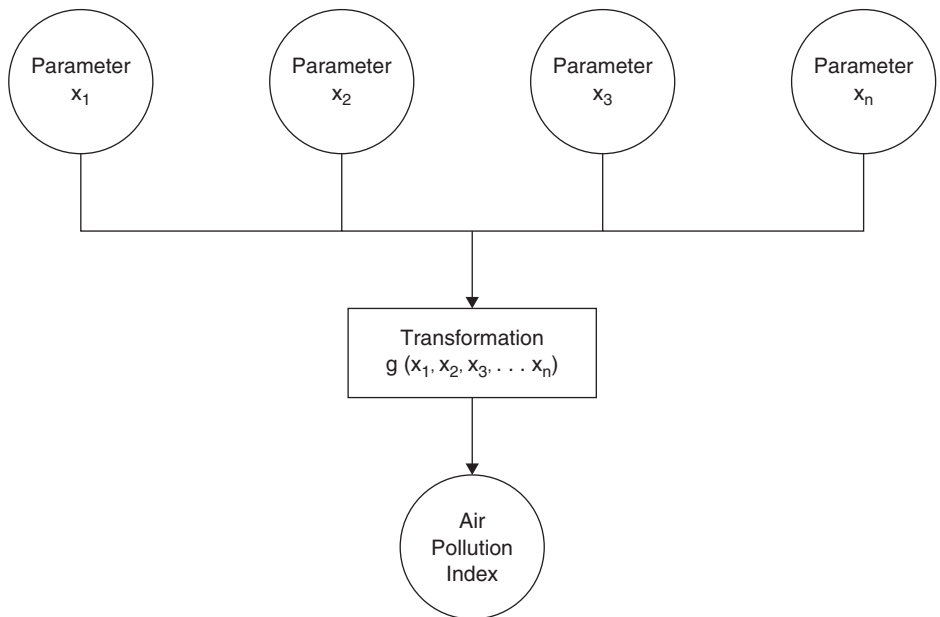 Parameter
x₁
Parameter
x₂
Parameter
x₃
Parameter
xₙ
Transformation
g (x₁, x₂, x₃, . . . xₙ)
Air
Pollution
Index